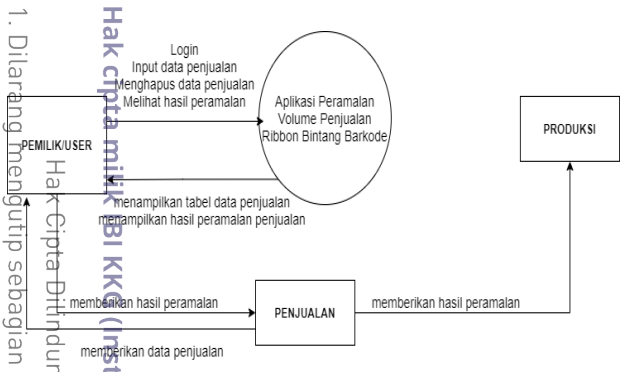 Login
Input data penjualan
Menghapus data penjualan
Melihat hasil peramalan
Aplikasi Peramalan
Volume Penjualan
Ribbon Bintang Barkode
PEMILIK/USER
PRODUKSI
menampilkan tabel data penjualan
menampilkan hasil peramalan penjualan
memberikan hasil peramalan
PENJUALAN
memberikan hasil peramalan
memberikan data penjualan
Hak cipta milik IBI KKG (Inst
Hak Cipta Dilindun
1. Dilarang mengutip sebagian